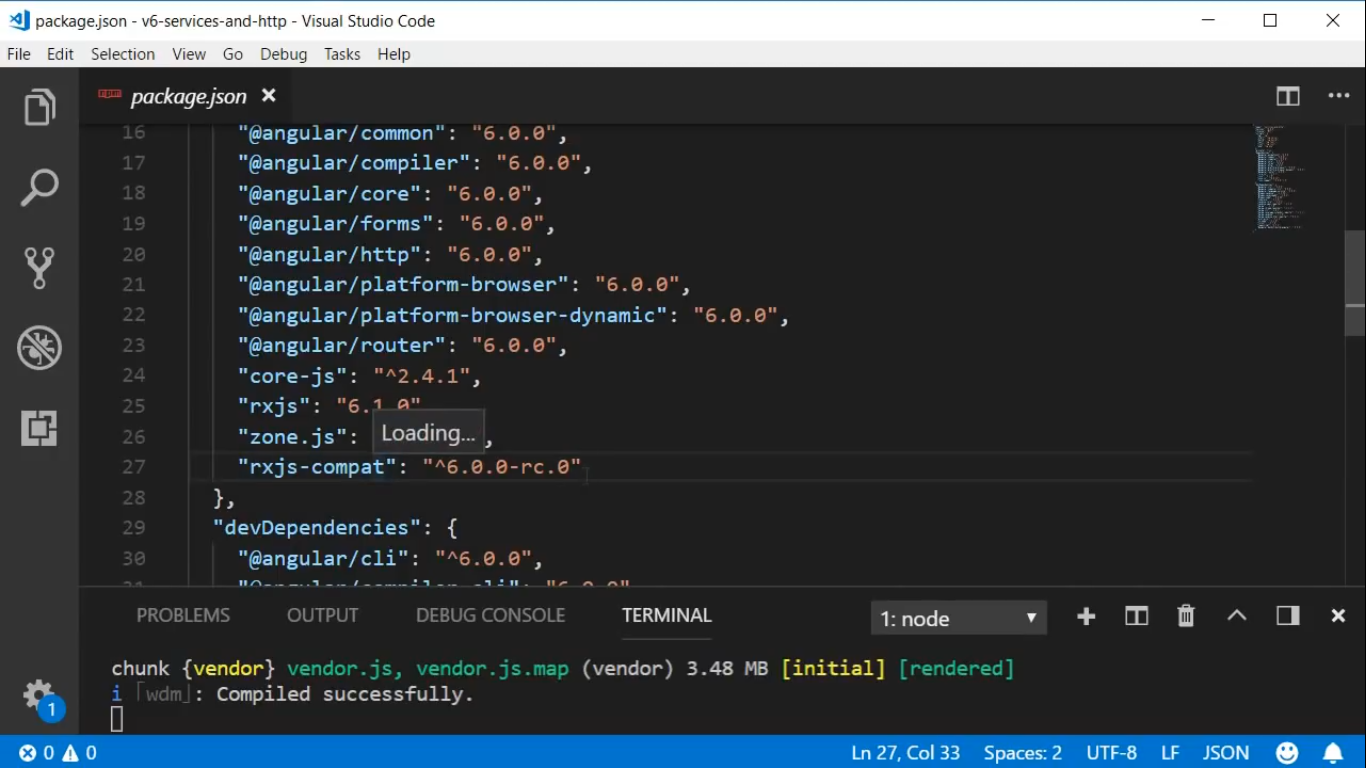 package.json - v6-services-and-http - Visual Studio Code
File Edit Selection View Go Debug Tasks Help
npm package.json
16 "@angular/common": "6.0.0",
17 "@angular/compiler": "6.0.0",
18 "@angular/core": "6.0.0",
19 "@angular/forms": "6.0.0",
20 "@angular/http": "6.0.0",
21 "@angular/platform-browser": "6.0.0",
22 "@angular/platform-browser-dynamic": "6.0.0",
23 "@angular/router": "6.0.0",
24 "core-js": "^2.4.1",
25 "rxjs": "6.1.0"
26 "zone.js": ,
Loading...
27 "rxjs-compat": "^6.0.0-rc.0"
28 },
29 "devDependencies": {
30 "@angular/cli": "^6.0.0",
31 "@angular/compiler-cli": "6.0.0"
PROBLEMS OUTPUT DEBUG CONSOLE TERMINAL 1: node
chunk {vendor} vendor.js, vendor.js.map (vendor) 3.48 MB [initial] [rendered]
i ｢wdm｣: Compiled successfully.
1
0 0 Ln 27, Col 33 Spaces: 2 UTF-8 LF JSON